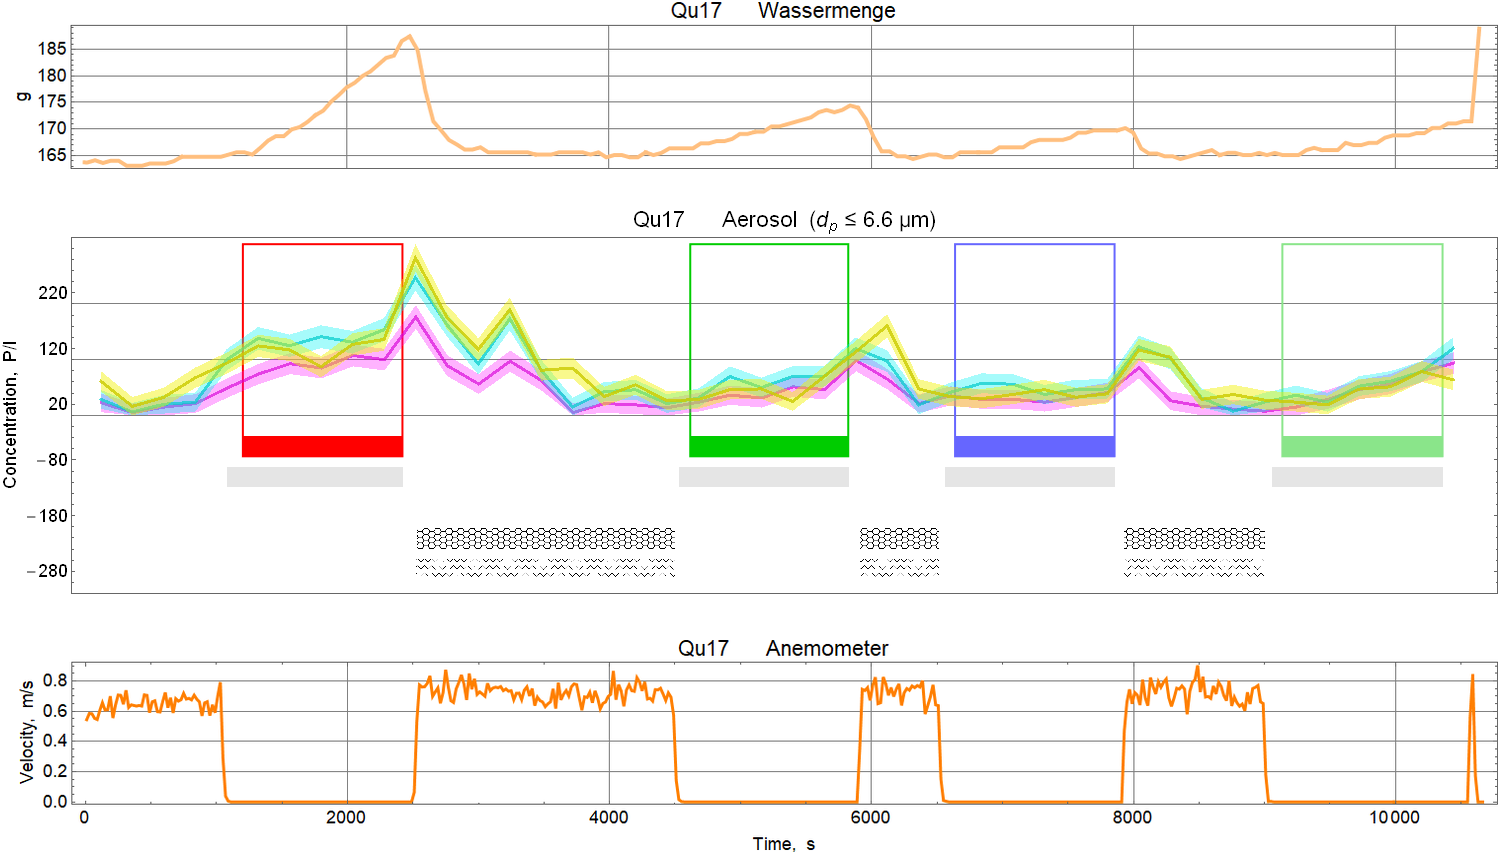 Qu17 Wassermenge
185
180
175
170
165
g
Qu17 Aerosol (dp ≤ 6.6 μm)
220
120
20
−80
−180
−280
Concentration, P/l
Qu17 Anemometer
0.8
0.6
0.4
0.2
0.0
Velocity, m/s
0 2000 4000 6000 8000 10000
Time, s